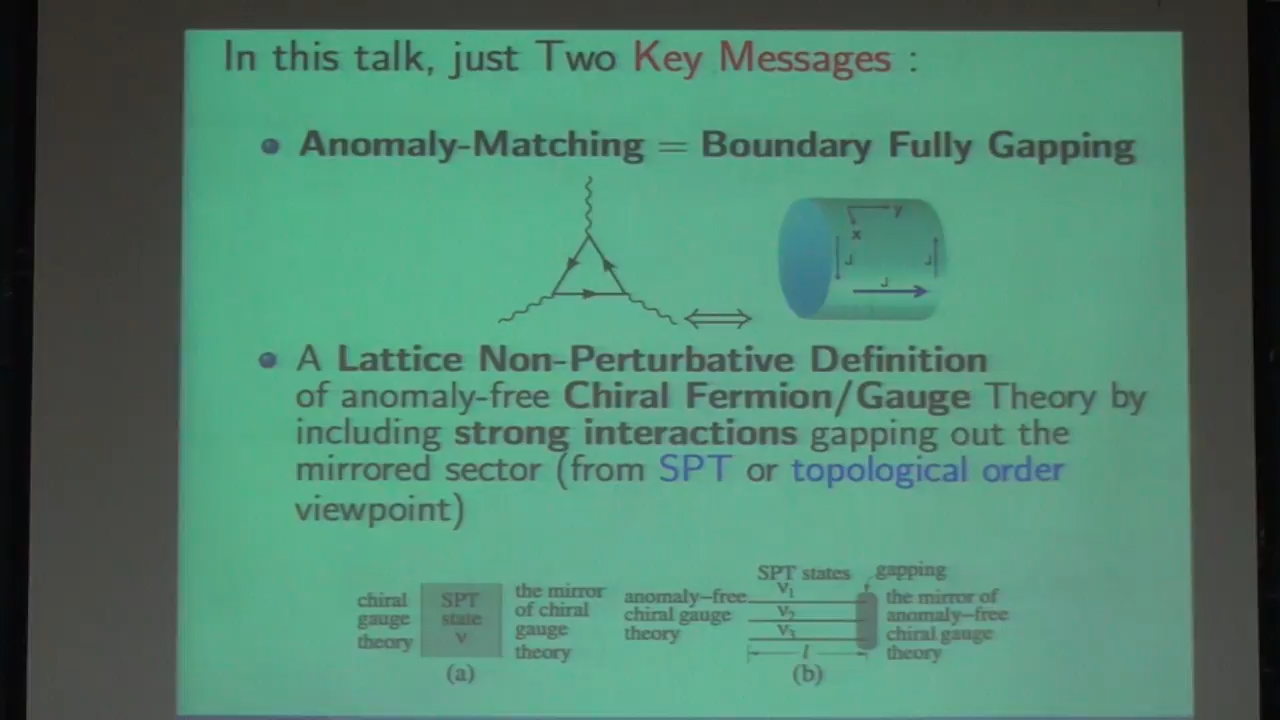 In this talk, just Two Key Messages :
Anomaly-Matching = Boundary Fully Gapping
y
x
J
J
J
A Lattice Non-Perturbative Definition
of anomaly-free Chiral Fermion/Gauge Theory by
including strong interactions gapping out the
mirrored sector (from SPT or topological order
viewpoint)
chiral
gauge
theory
SPT
state
ν
the mirror
of chiral
gauge
theory
(a)
anomaly–free
chiral gauge
theory
SPT states
gapping
ν1
ν2
ν3
l
the mirror of
anomaly–free
chiral gauge
theory
(b)